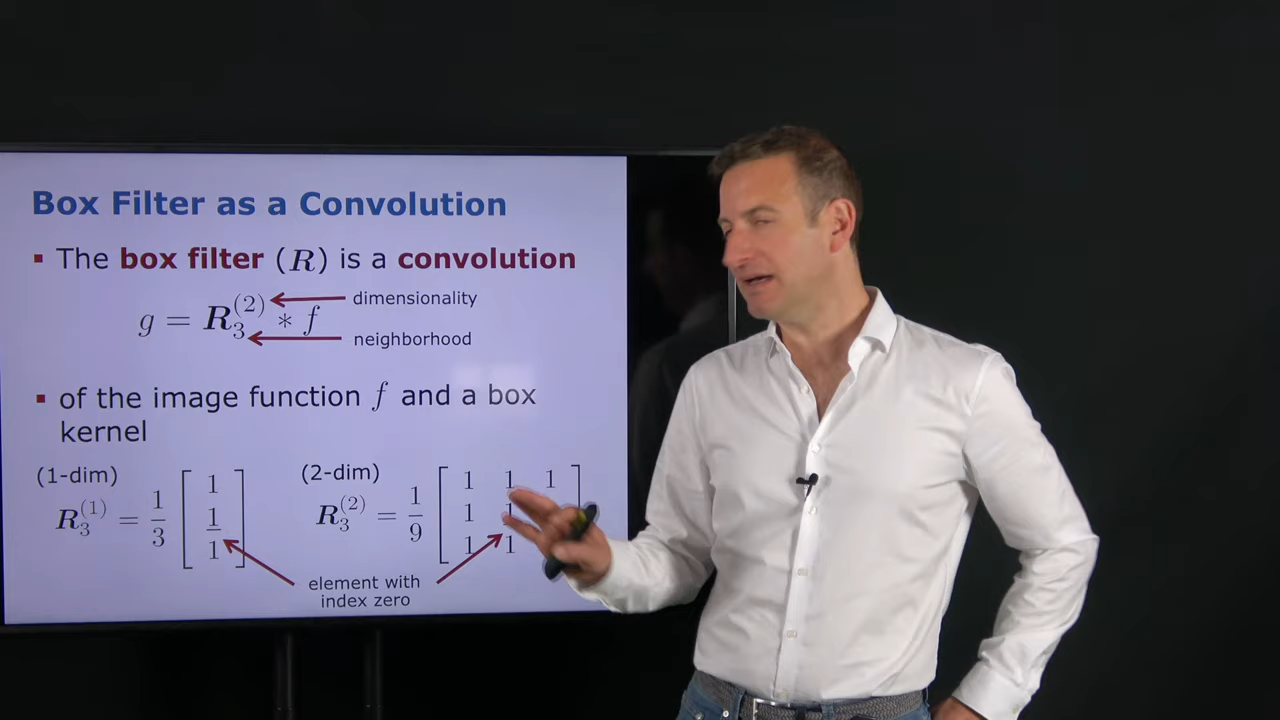 Box Filter as a Convolution
▪ The box filter (R) is a convolution
g = R₃⁽²⁾ * f
dimensionality
neighborhood
▪ of the image function f and a box
kernel
(1-dim)
R₃⁽¹⁾ = 1/3 [ 1
1
1 ]
(2-dim)
R₃⁽²⁾ = 1/9 [ 1 1 1
1 1
1 1
element with
index zero